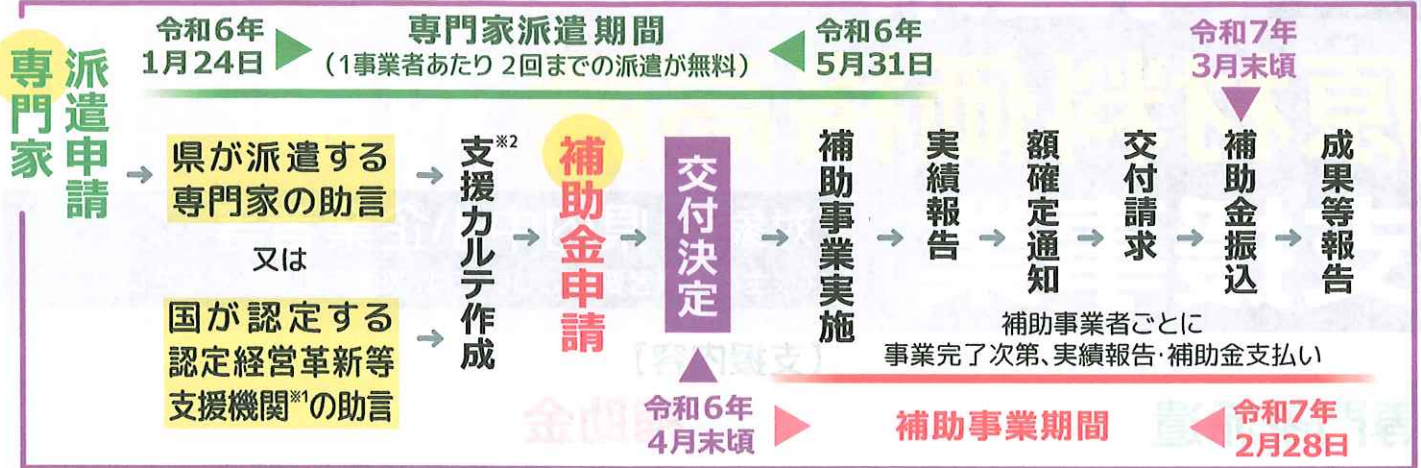 令和6年
1月24日
専門家派遣期間
(1事業者あたり2回までの派遣が無料)
令和6年
5月31日
令和7年
3月末頃
専門家
派遣申請
県が派遣する
専門家の助言
又は
国が認定する
認定経営革新等
支援機関※1の助言
支援カルテ作成※2
補助金申請
交付決定
補助事業実施
実績報告
額確定通知
交付請求
補助金振込
成果等報告
補助事業者ごとに
事業完了次第、実績報告・補助金支払い
令和6年
4月末頃
補助事業期間
令和7年
2月28日